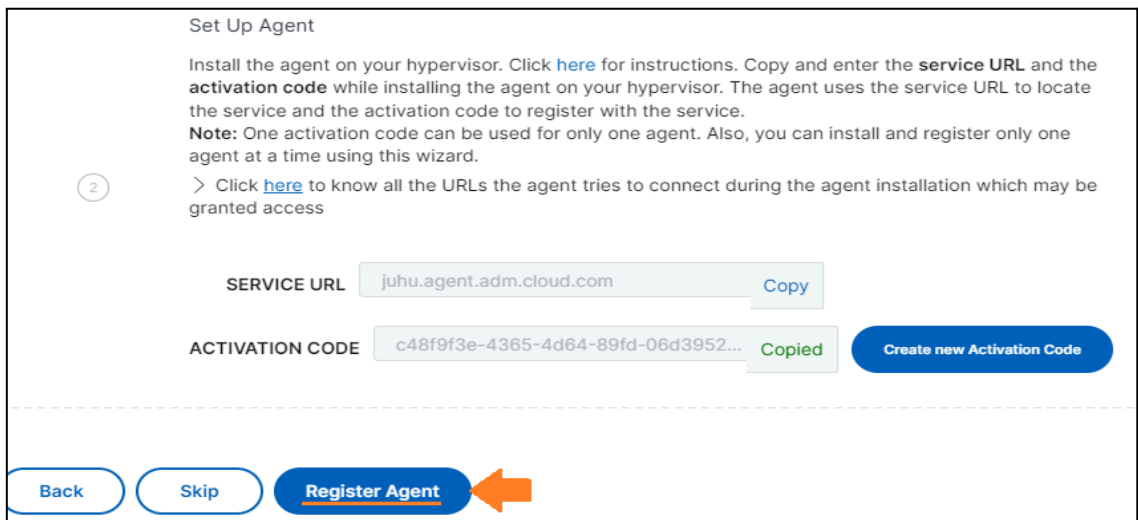 Set Up Agent
Install the agent on your hypervisor. Click here for instructions. Copy and enter the service URL and the
activation code while installing the agent on your hypervisor. The agent uses the service URL to locate
the service and the activation code to register with the service.
Note: One activation code can be used for only one agent. Also, you can install and register only one
agent at a time using this wizard.
2
> Click here to know all the URLs the agent tries to connect during the agent installation which may be
granted access
SERVICE URL juhu.agent.adm.cloud.com Copy
ACTIVATION CODE c48f9f3e-4365-4d64-89fd-06d3952... Copied Create new Activation Code
Back Skip Register Agent